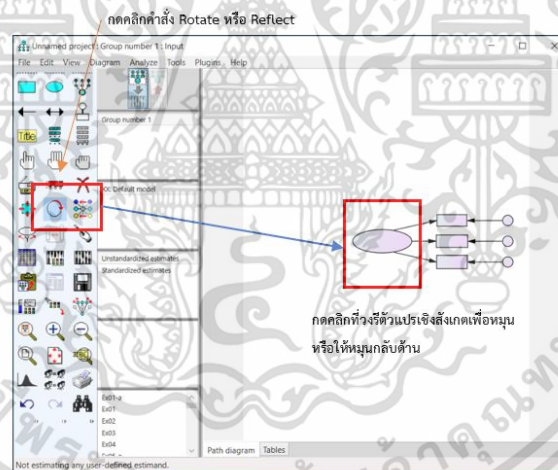 กดคลิกคำสั่ง Rotate หรือ Reflect
Unnamed project : Group number 1 : Input
File Edit View Diagram Analyze Tools Plugins Help
Title
Group number 1
XX: Default model
Unstandardized estimates
Standardized estimates
กดคลิกที่วงรีตัวแปรเชิงสังเกตเพื่อหมุน
หรือให้หมุนกลับด้าน
Ex01-a
Ex01
Ex02
Ex03
Ex04
Path diagram Tables
Not estimating any user-defined estimand.